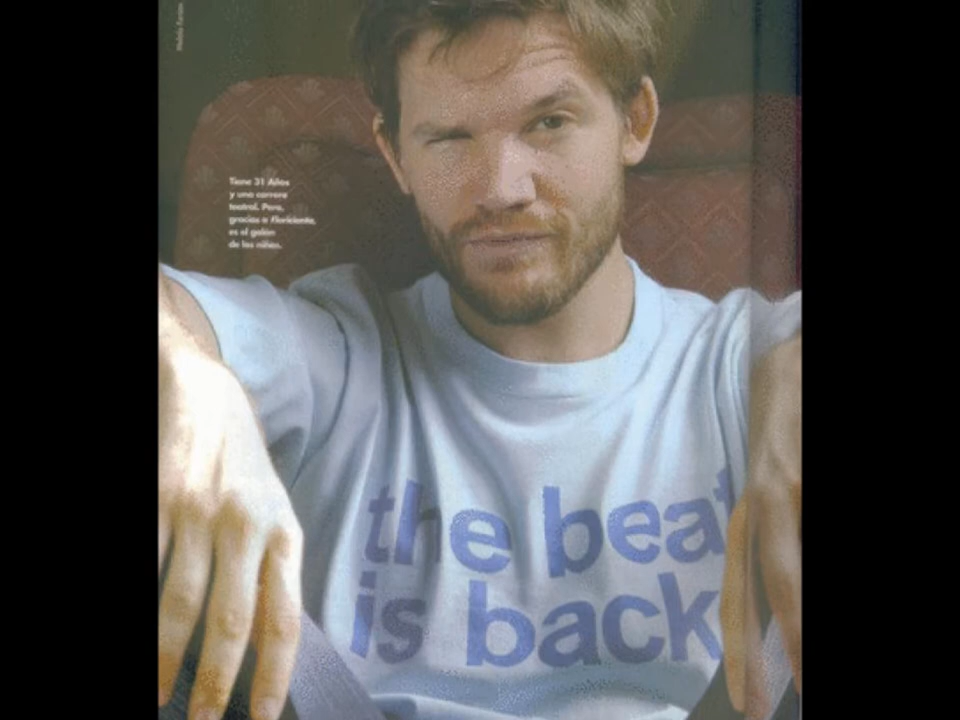 Tiene 31 Años
y una carrera
teatral. Pero,
gracias a Floricienta,
es el galán
de las niñas.
the beat
is back